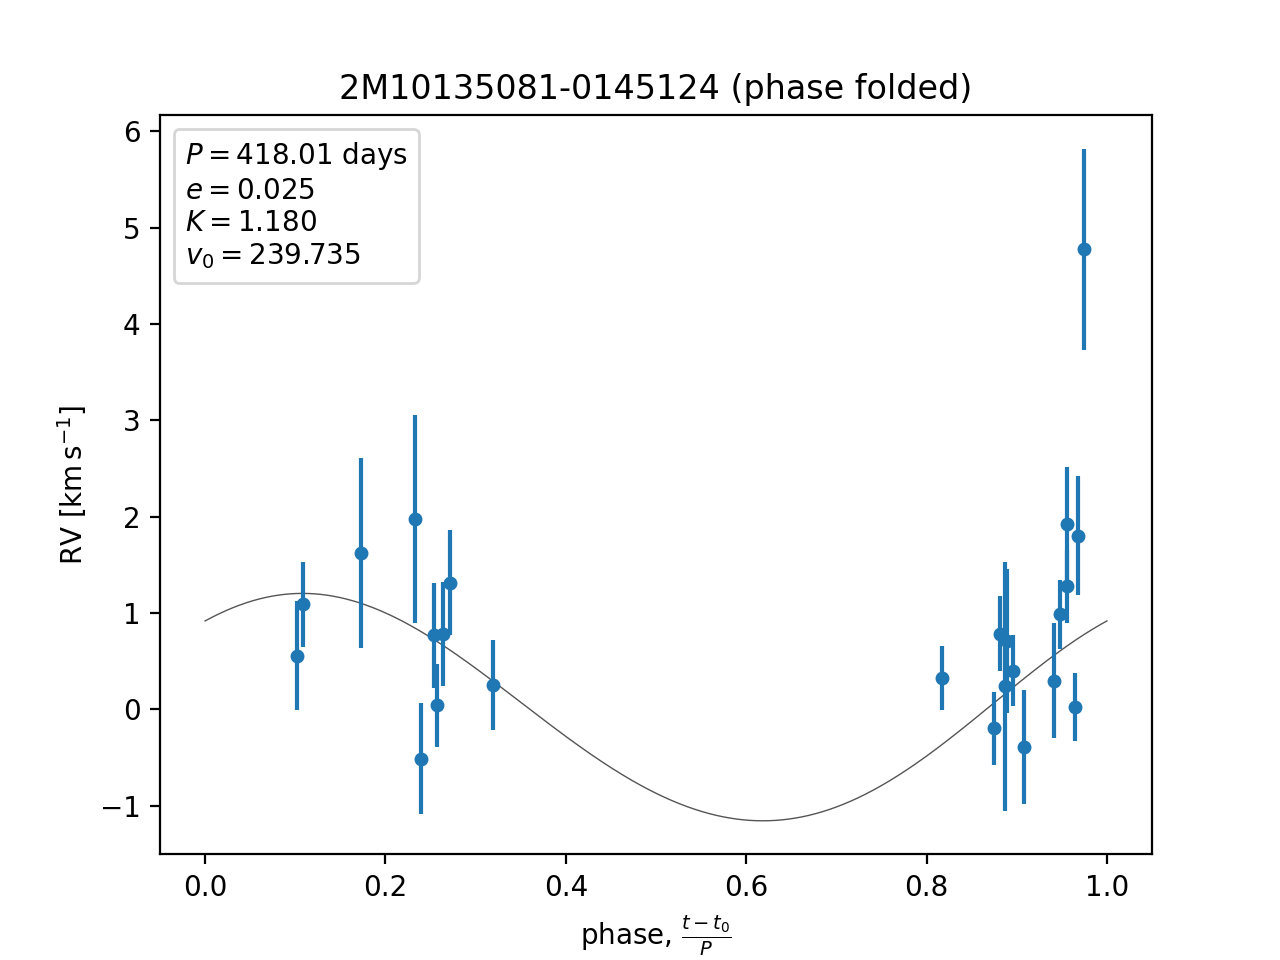 2M10135081-0145124 (phase folded)
P = 418.01 days
e = 0.025
K = 1.180
v₀ = 239.735
6
5
4
3
2
1
0
−1
RV [km s⁻¹]
0.0 0.2 0.4 0.6 0.8 1.0
phase, (t − t₀)/P